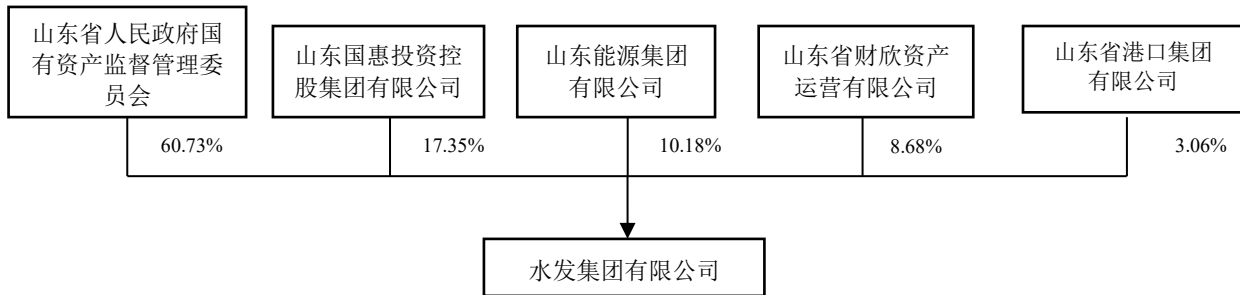 山东省人民政府国
有资产监督管理委
员会
山东国惠投资控
股集团有限公司
山东能源集团
有限公司
山东省财欣资产
运营有限公司
山东省港口集团
有限公司
60.73%
17.35%
10.18%
8.68%
3.06%
水发集团有限公司